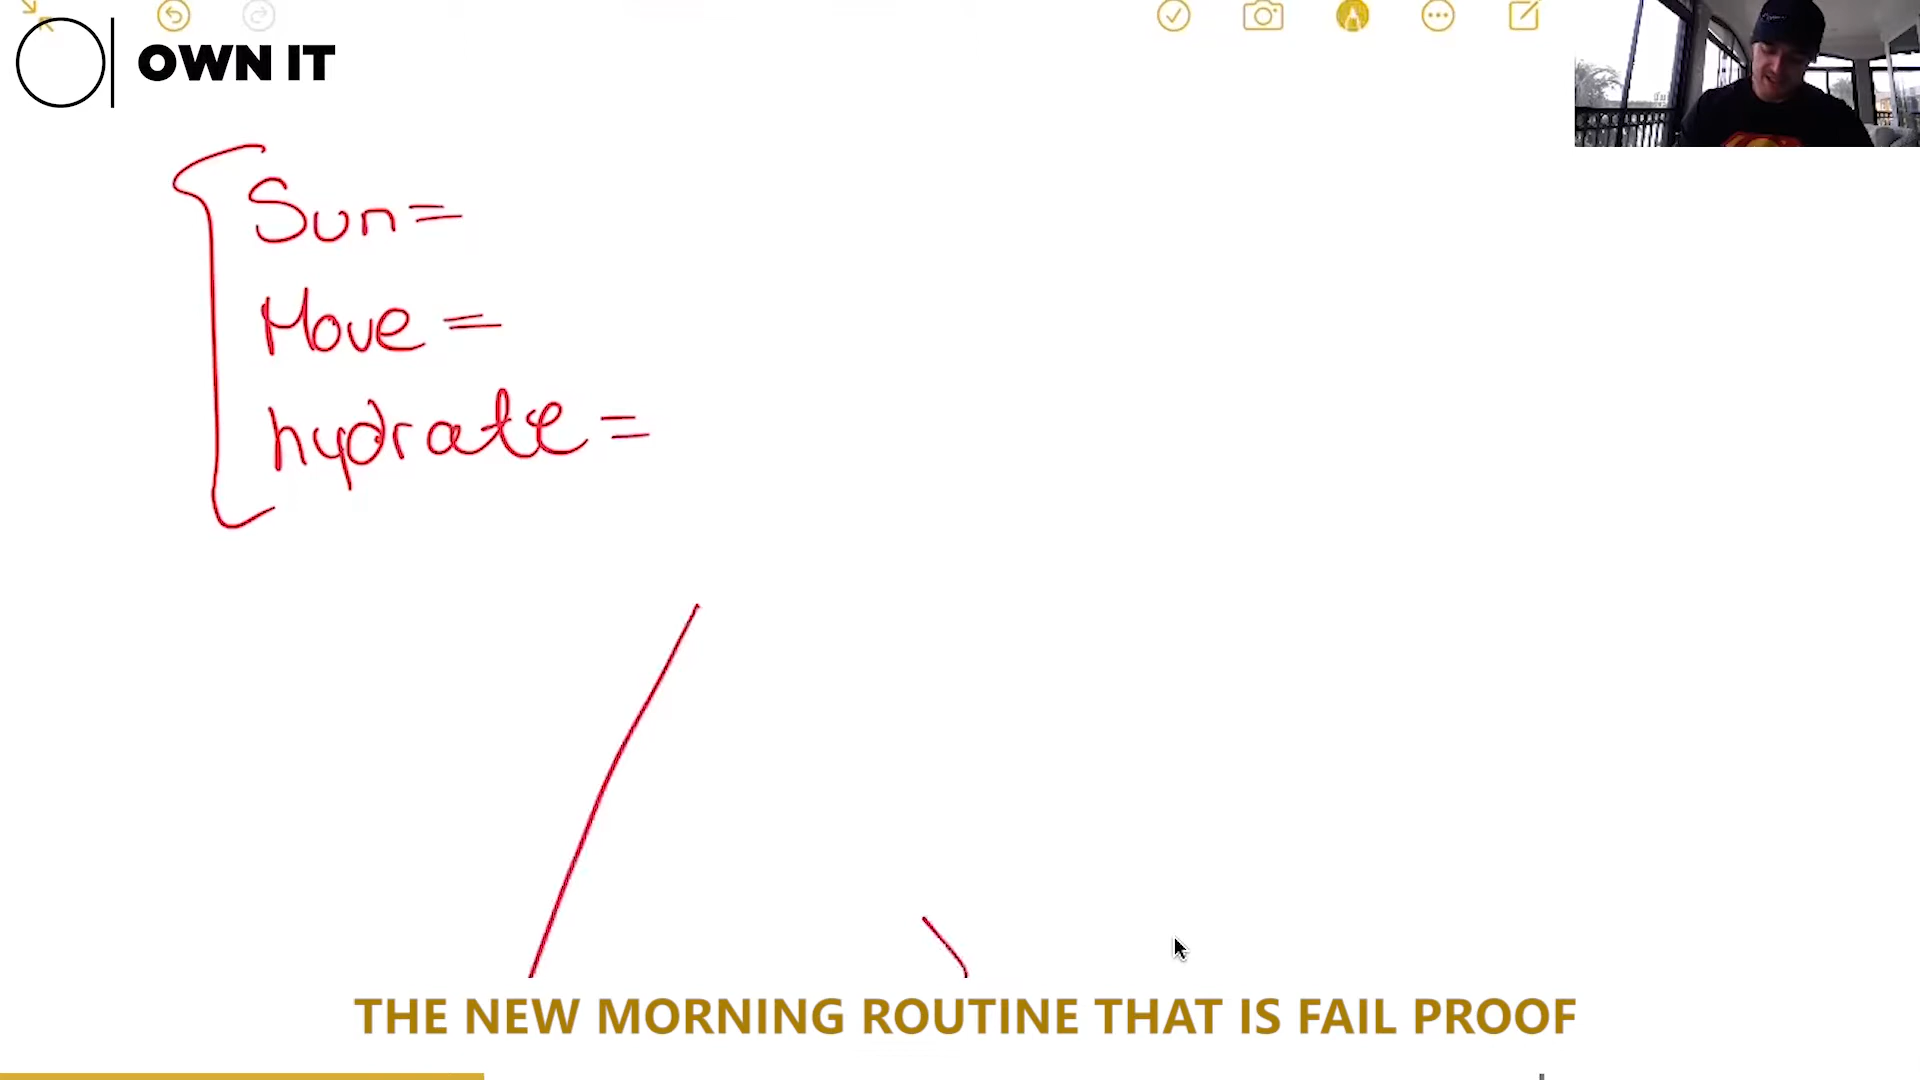 OWN IT
Sun=
Move =
hydrate =
THE NEW MORNING ROUTINE THAT IS FAIL PROOF